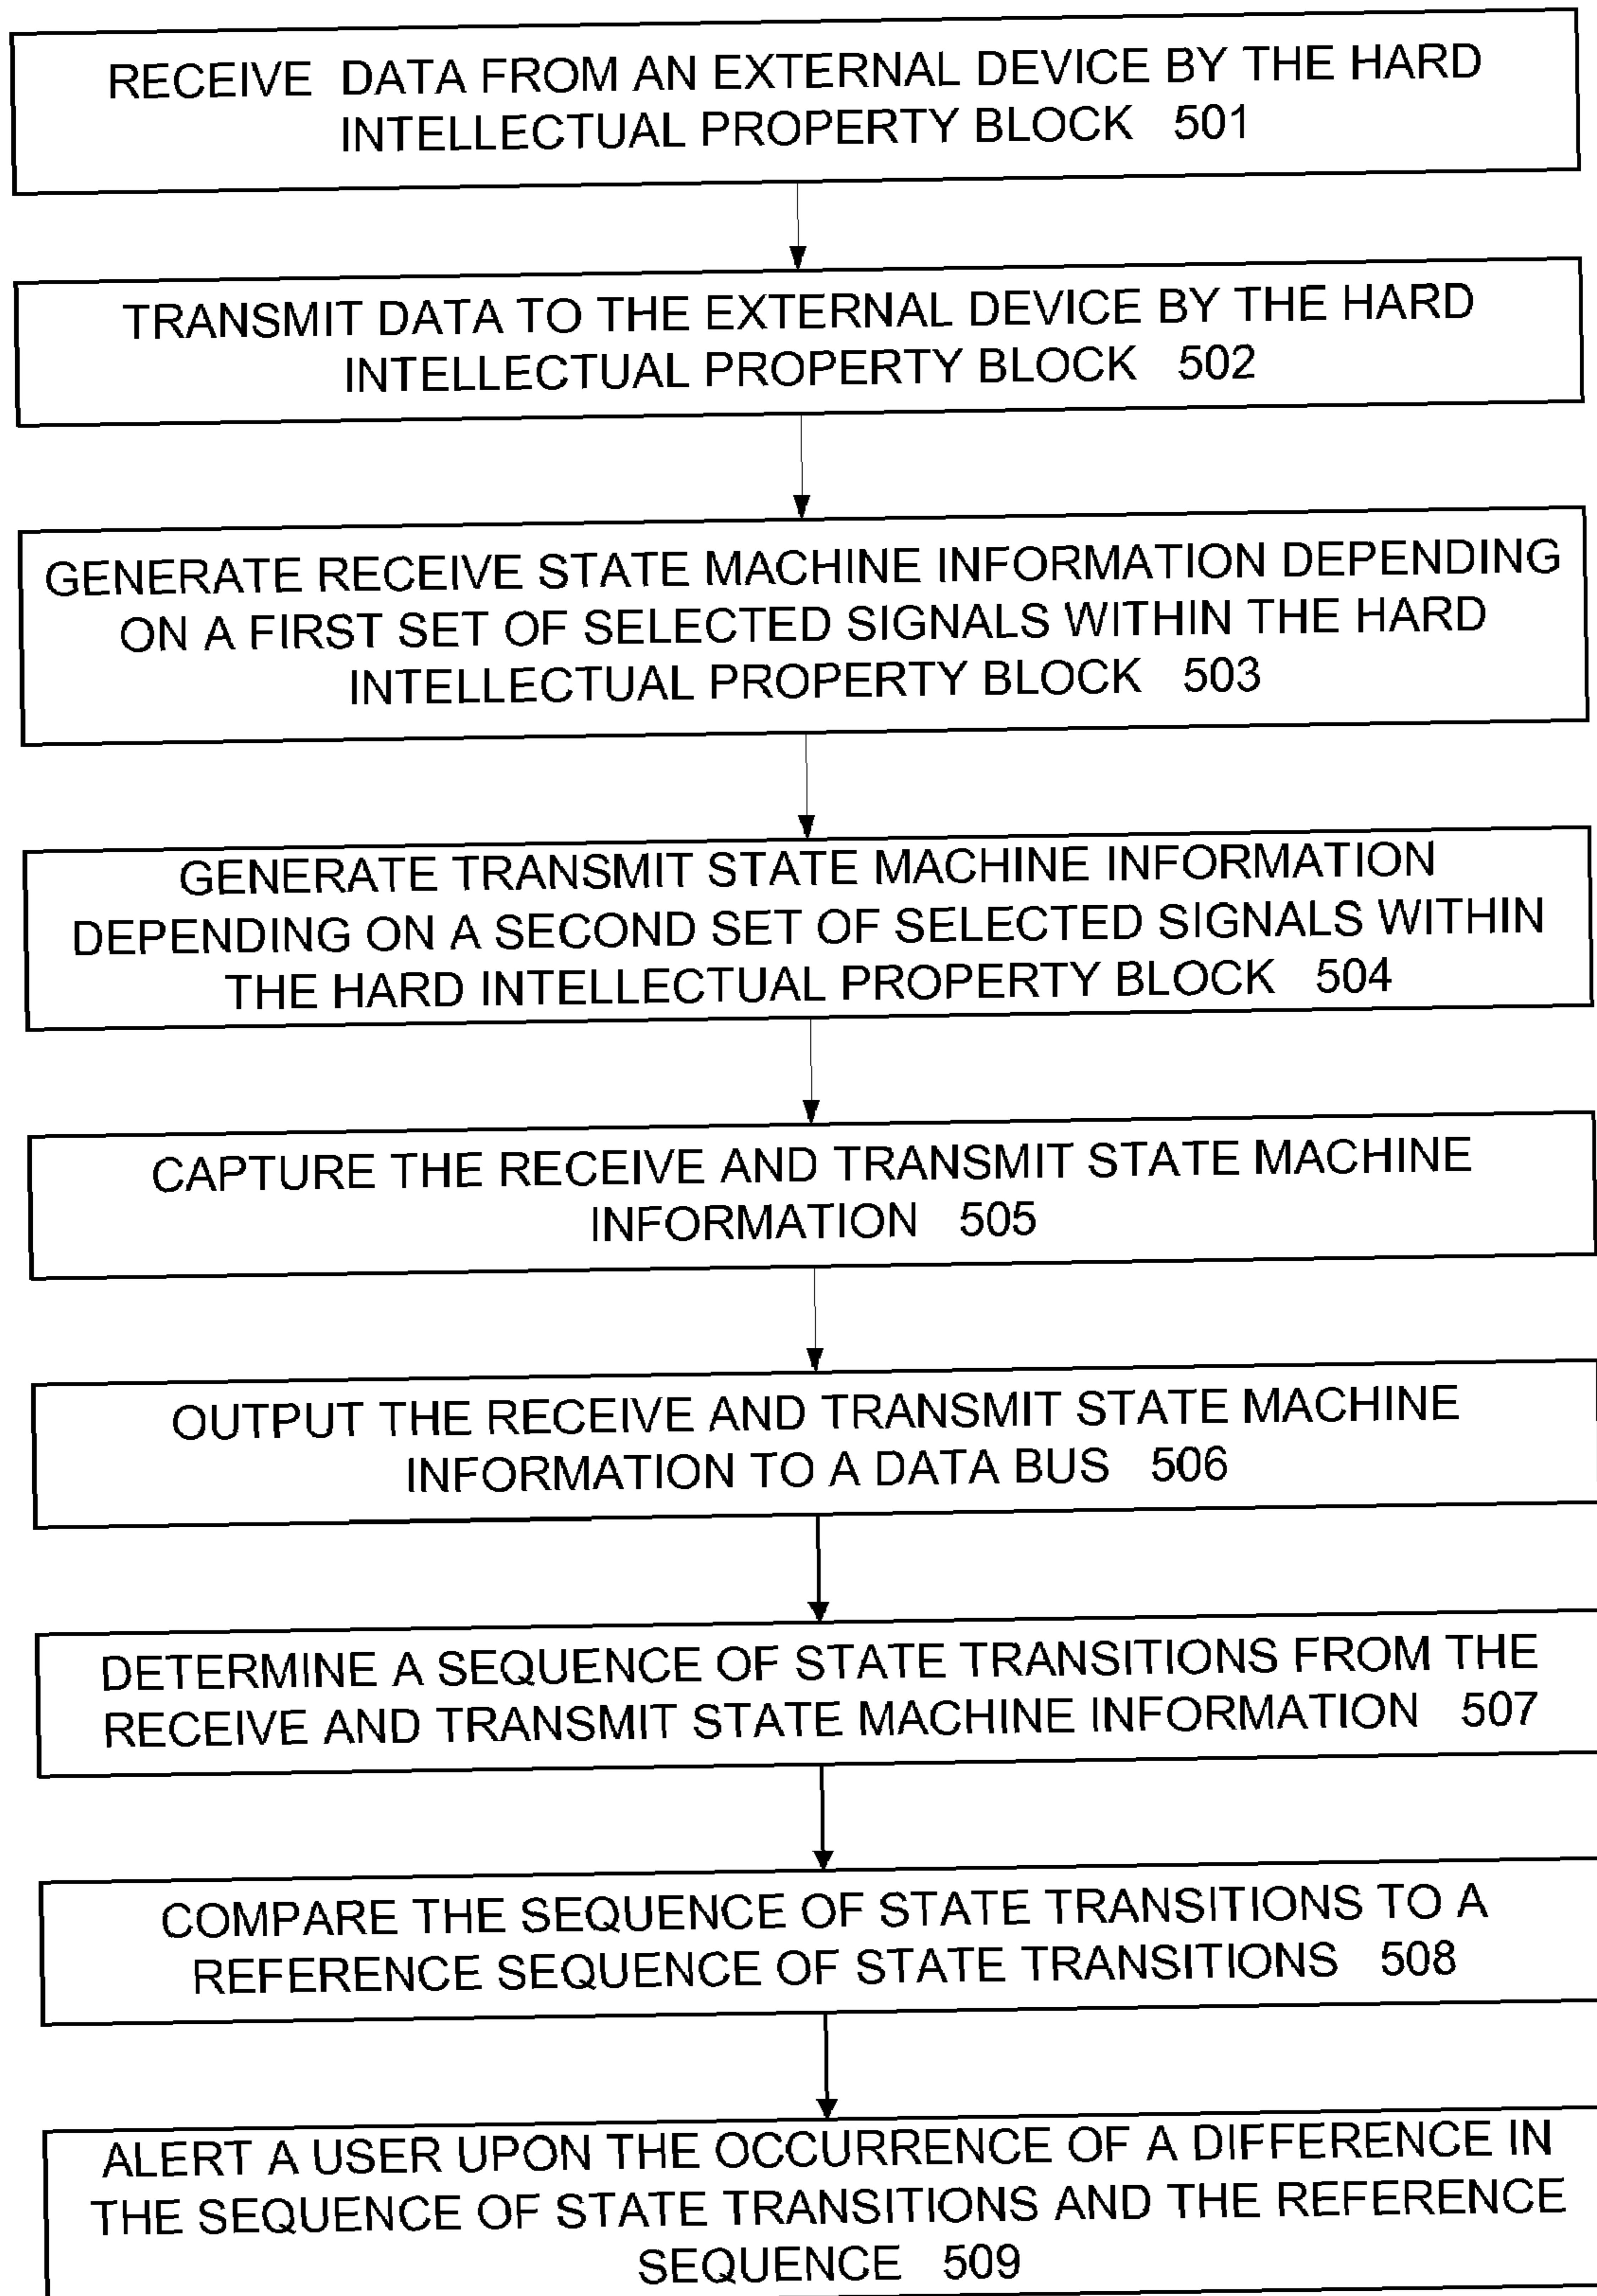 RECEIVE DATA FROM AN EXTERNAL DEVICE BY THE HARD
INTELLECTUAL PROPERTY BLOCK 501
TRANSMIT DATA TO THE EXTERNAL DEVICE BY THE HARD
INTELLECTUAL PROPERTY BLOCK 502
GENERATE RECEIVE STATE MACHINE INFORMATION DEPENDING
ON A FIRST SET OF SELECTED SIGNALS WITHIN THE HARD
INTELLECTUAL PROPERTY BLOCK 503
GENERATE TRANSMIT STATE MACHINE INFORMATION
DEPENDING ON A SECOND SET OF SELECTED SIGNALS WITHIN
THE HARD INTELLECTUAL PROPERTY BLOCK 504
CAPTURE THE RECEIVE AND TRANSMIT STATE MACHINE
INFORMATION 505
OUTPUT THE RECEIVE AND TRANSMIT STATE MACHINE
INFORMATION TO A DATA BUS 506
DETERMINE A SEQUENCE OF STATE TRANSITIONS FROM THE
RECEIVE AND TRANSMIT STATE MACHINE INFORMATION 507
COMPARE THE SEQUENCE OF STATE TRANSITIONS TO A
REFERENCE SEQUENCE OF STATE TRANSITIONS 508
ALERT A USER UPON THE OCCURRENCE OF A DIFFERENCE IN
THE SEQUENCE OF STATE TRANSITIONS AND THE REFERENCE
SEQUENCE 509